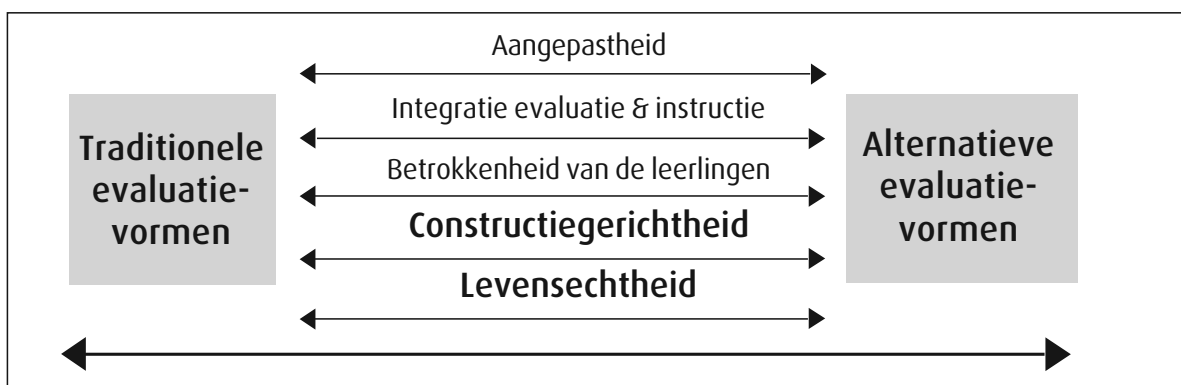 Aangepastheid
Integratie evaluatie & instructie
Betrokkenheid van de leerlingen
Constructiegerichtheid
Levensechtheid
Traditionele
evaluatie-
vormen
Alternatieve
evaluatie-
vormen